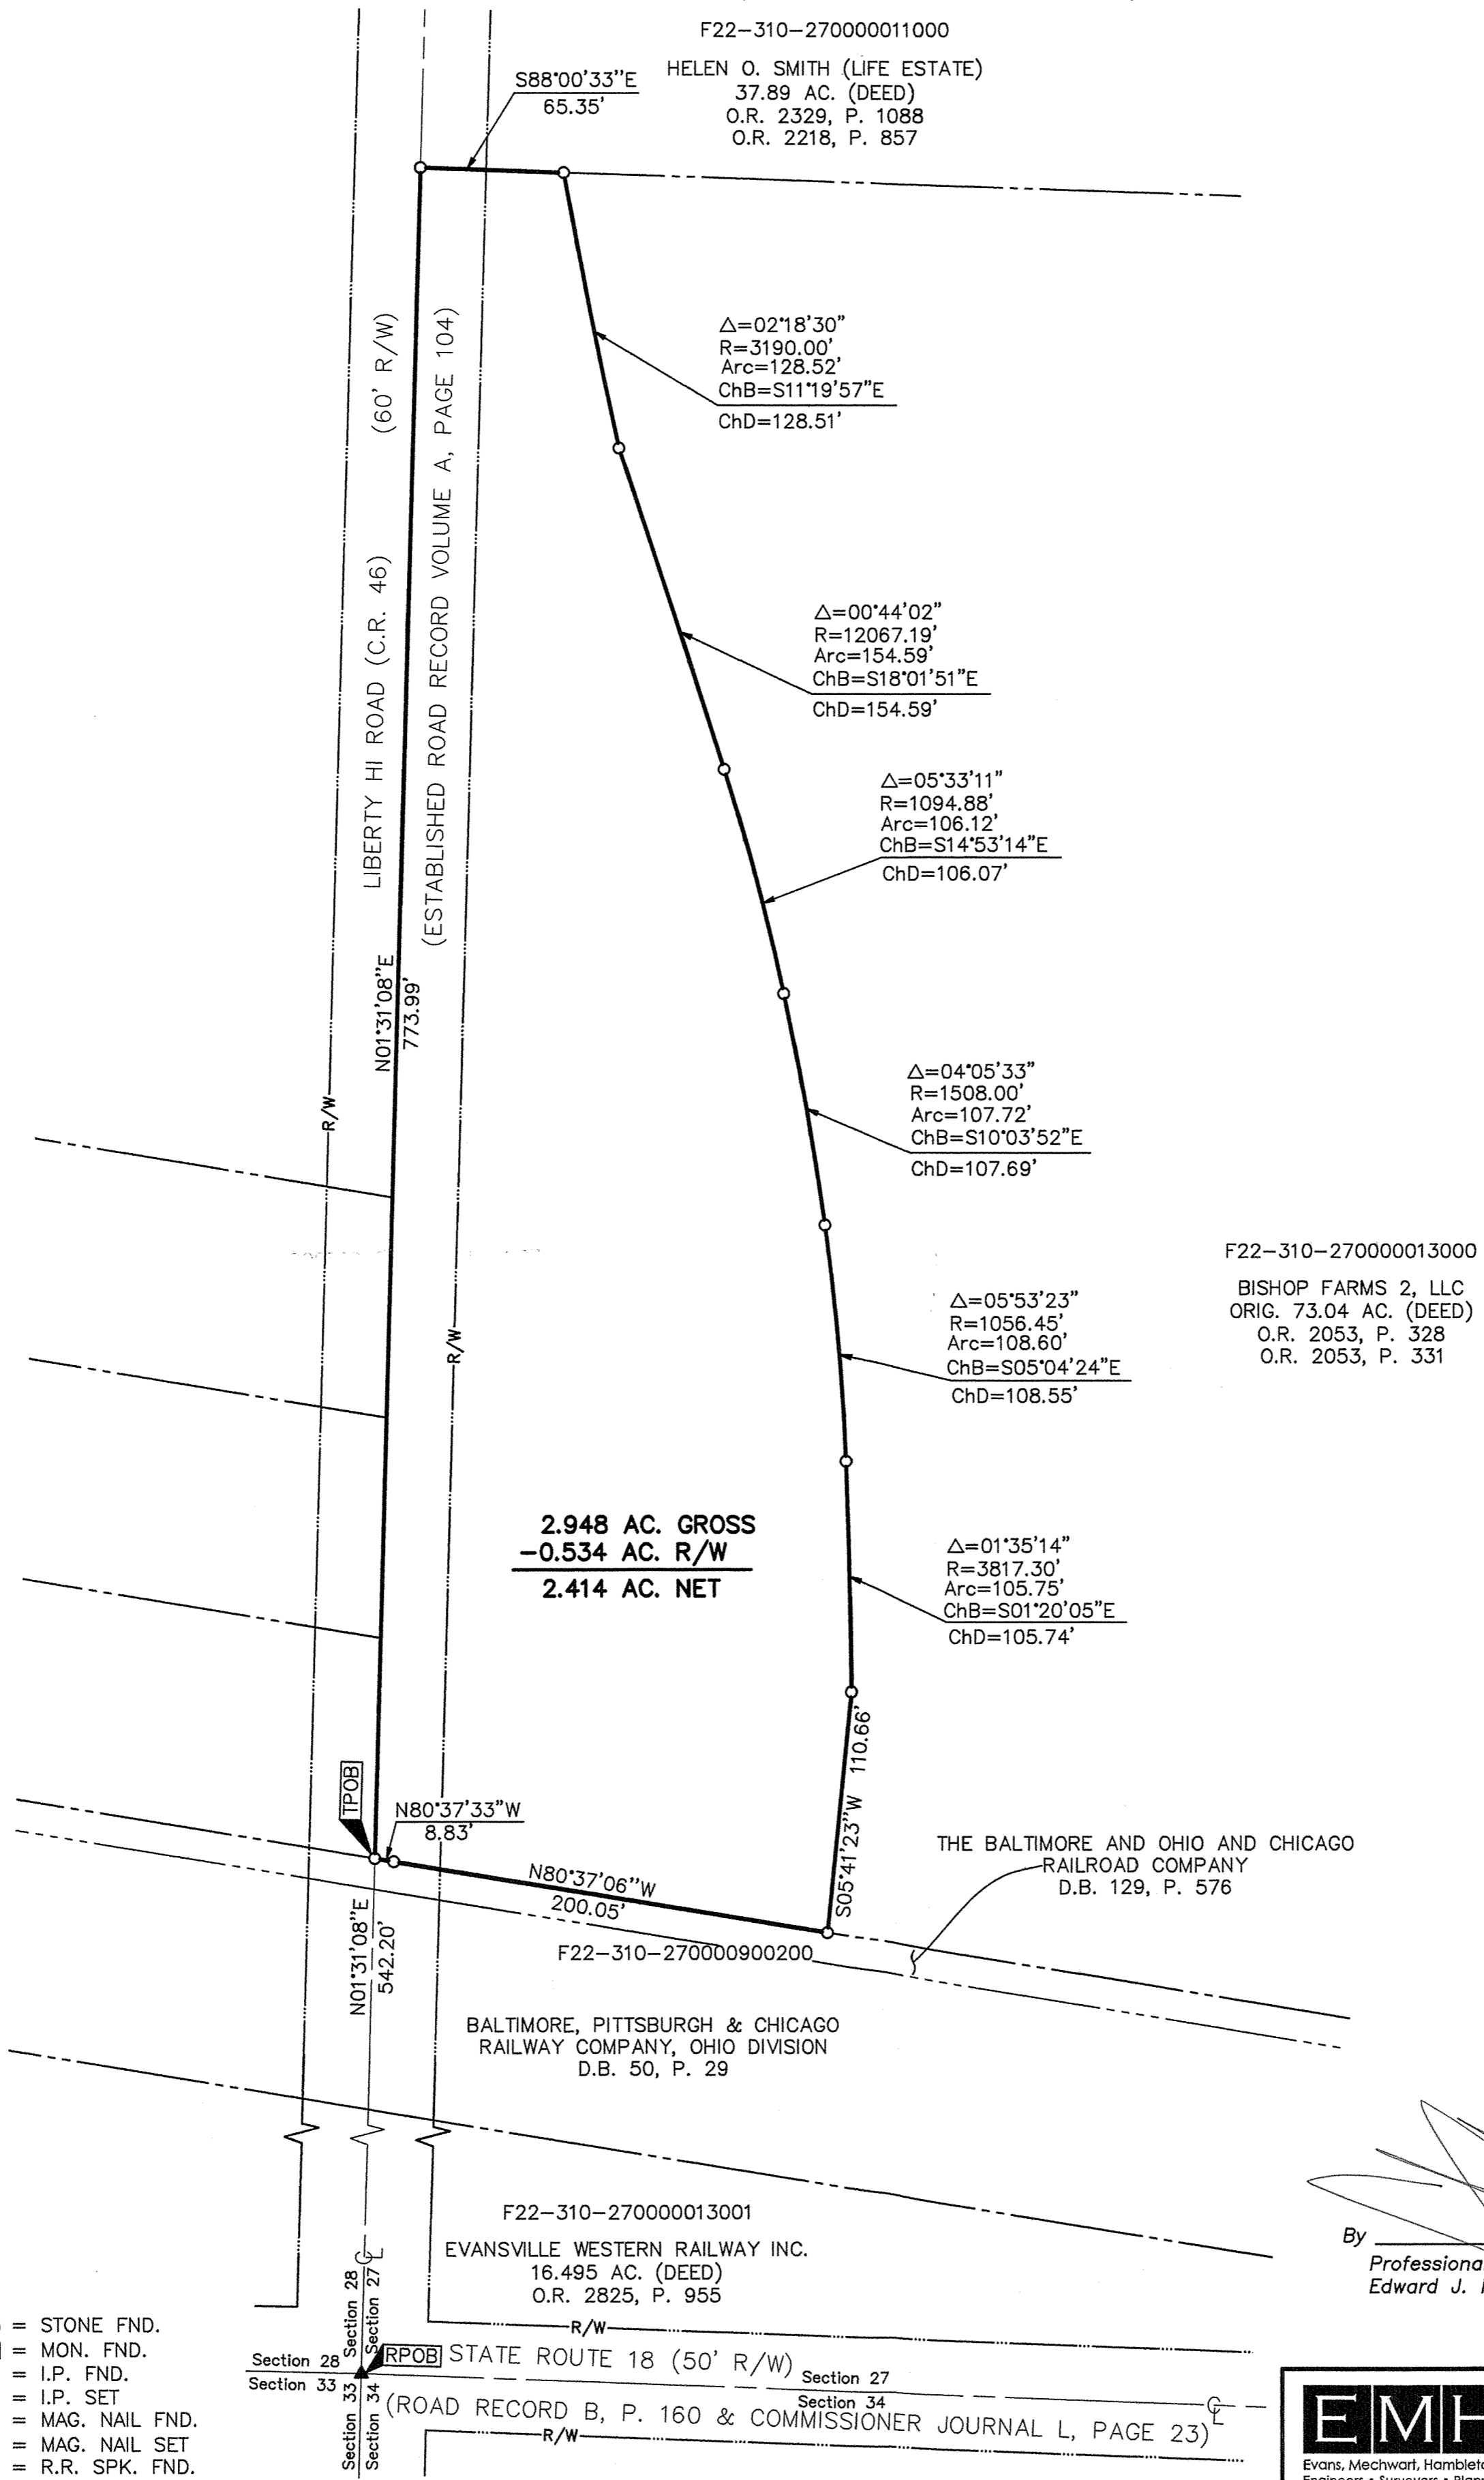 F22-310-270000011000
HELEN O. SMITH (LIFE ESTATE)
37.89 AC. (DEED)
O.R. 2329, P. 1088
O.R. 2218, P. 857
S88°00'33"E
65.35'
△=02°18'30"
R=3190.00'
Arc=128.52'
ChB=S11°19'57"E
ChD=128.51'
(60' R/W)
LIBERTY HI ROAD (C.R. 46)
(ESTABLISHED ROAD RECORD VOLUME A, PAGE 104)
△=00°44'02"
R=12067.19'
Arc=154.59'
ChB=S18°01'51"E
ChD=154.59'
△=05°33'11"
R=1094.88'
Arc=106.12'
ChB=S14°53'14"E
ChD=106.07'
N01°31'08"E
773.99'
R/W
△=04°05'33"
R=1508.00'
Arc=107.72'
ChB=S10°03'52"E
ChD=107.69'
F22-310-270000013000
BISHOP FARMS 2, LLC
ORIG. 73.04 AC. (DEED)
O.R. 2053, P. 328
O.R. 2053, P. 331
R/W
△=05°53'23"
R=1056.45'
Arc=108.60'
ChB=S05°04'24"E
ChD=108.55'
2.948 AC. GROSS
-0.534 AC. R/W
2.414 AC. NET
△=01°35'14"
R=3817.30'
Arc=105.75'
ChB=S01°20'05"E
ChD=105.74'
S05°41'23"W 110.66'
TPOB
N80°37'33"W
8.83'
N80°37'06"W
200.05'
THE BALTIMORE AND OHIO AND CHICAGO
RAILROAD COMPANY
D.B. 129, P. 576
F22-310-270000900200
N01°31'08"E
542.20'
BALTIMORE, PITTSBURGH & CHICAGO
RAILWAY COMPANY, OHIO DIVISION
D.B. 50, P. 29
F22-310-270000013001
EVANSVILLE WESTERN RAILWAY INC.
16.495 AC. (DEED)
O.R. 2825, P. 955
By
Professiona
Edward J.
= STONE FND.
= MON. FND.
= I.P. FND.
= I.P. SET
= MAG. NAIL FND.
= MAG. NAIL SET
= R.R. SPK. FND.
CL
Section 28
Section 27
R/W
Section 28
Section 33
RPOB
STATE ROUTE 18 (50' R/W)
Section 27
Section 34
CL
Section 33
Section 34
(ROAD RECORD B, P. 160 & COMMISSIONER JOURNAL L, PAGE 23)
R/W
EMH
Evans, Mechwart, Hambleto
Engineers • Surveyors • Plan